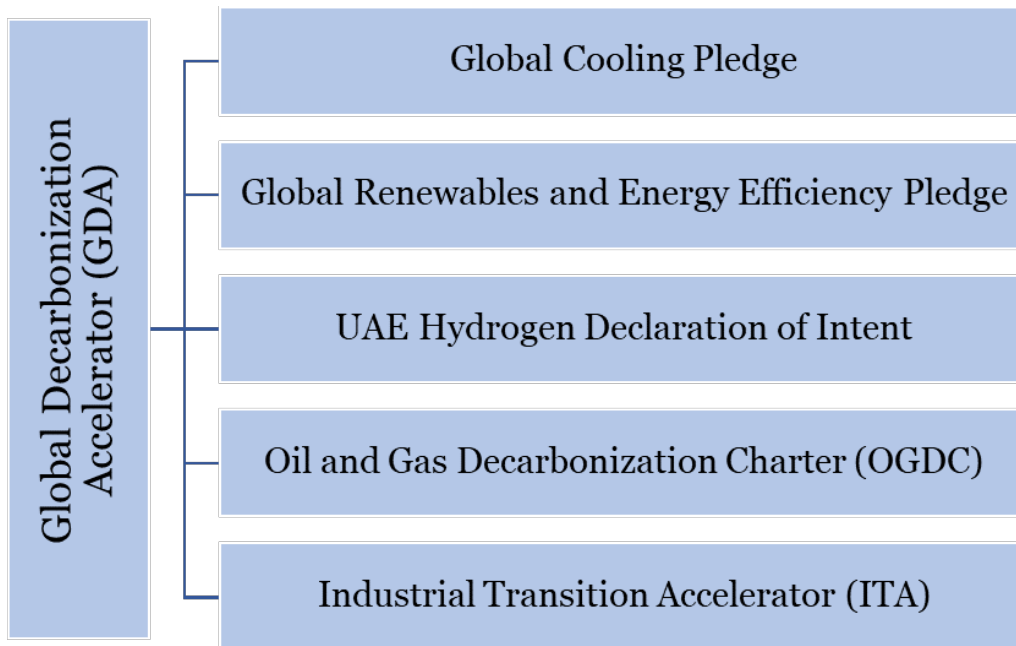 Global Decarbonization
Accelerator (GDA)
Global Cooling Pledge
Global Renewables and Energy Efficiency Pledge
UAE Hydrogen Declaration of Intent
Oil and Gas Decarbonization Charter (OGDC)
Industrial Transition Accelerator (ITA)